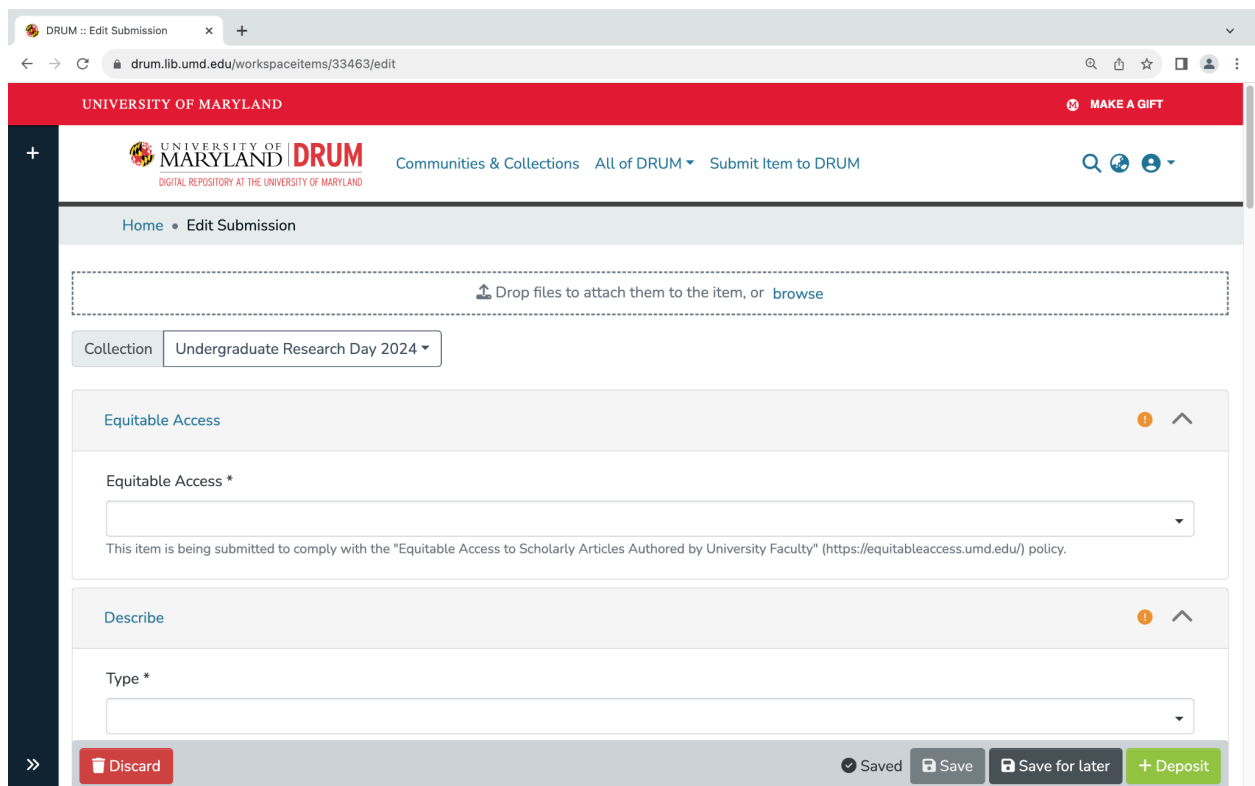 DRUM :: Edit Submission
drum.lib.umd.edu/workspaceitems/33463/edit
UNIVERSITY OF MARYLAND
MAKE A GIFT
UNIVERSITY OF
MARYLAND DRUM
DIGITAL REPOSITORY AT THE UNIVERSITY OF MARYLAND
Communities & Collections All of DRUM Submit Item to DRUM
Home • Edit Submission
Drop files to attach them to the item, or browse
Collection Undergraduate Research Day 2024
Equitable Access
Equitable Access *
This item is being submitted to comply with the "Equitable Access to Scholarly Articles Authored by University Faculty" (https://equitableaccess.umd.edu/) policy.
Describe
Type *
Discard Saved Save Save for later + Deposit